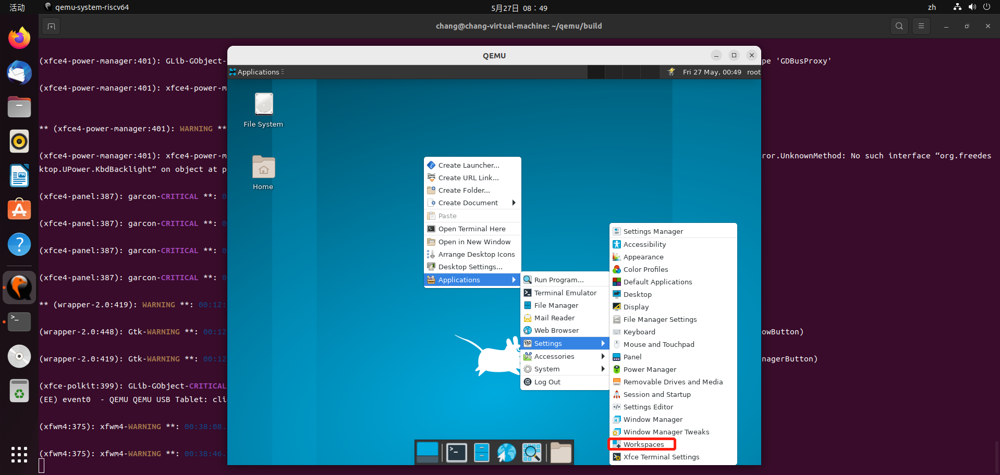 活动
qemu-system-riscv64
5月27日 08：49
zh
chang@chang-virtual-machine: ~/qemu/build
(xfce4-power-manager:401): GLib-GObject-
pe 'GDBusProxy'
(xfce4-power-manager:401): xfce4-power-m
** (xfce4-power-manager:401): WARNING **
(xfce4-power-manager:401): xfce4-power-m
ror.UnknownMethod: No such interface “org.freedes
ktop.UPower.KbdBacklight” on object at p
(xfce4-panel:387): garcon-CRITICAL **: 0
(xfce4-panel:387): garcon-CRITICAL **: 0
(xfce4-panel:387): garcon-CRITICAL **: 0
(xfce4-panel:387): garcon-CRITICAL **: 0
** (wrapper-2.0:419): WARNING **: 00:12:
(wrapper-2.0:448): Gtk-WARNING **: 00:12
owButton)
(wrapper-2.0:419): Gtk-WARNING **: 00:12
nagerButton)
(xfce-polkit:399): GLib-GObject-CRITICAL
(EE) event0  - QEMU QEMU USB Tablet: cli
(xfwm4:375): xfwm4-WARNING **: 00:38:08.
(xfwm4:375): xfwm4-WARNING **: 00:38:46.
QEMU
Applications
Fri 27 May, 00:49
root
File System
Home
Create Launcher...
Create URL Link...
Create Folder...
Create Document
Paste
Open Terminal Here
Open in New Window
Arrange Desktop Icons
Desktop Settings...
Applications
Run Program...
Terminal Emulator
File Manager
Mail Reader
Web Browser
Settings
Accessories
System
Log Out
Settings Manager
Accessibility
Appearance
Color Profiles
Default Applications
Desktop
Display
File Manager Settings
Keyboard
Mouse and Touchpad
Panel
Power Manager
Removable Drives and Media
Session and Startup
Settings Editor
Window Manager
Window Manager Tweaks
Workspaces
Xfce Terminal Settings